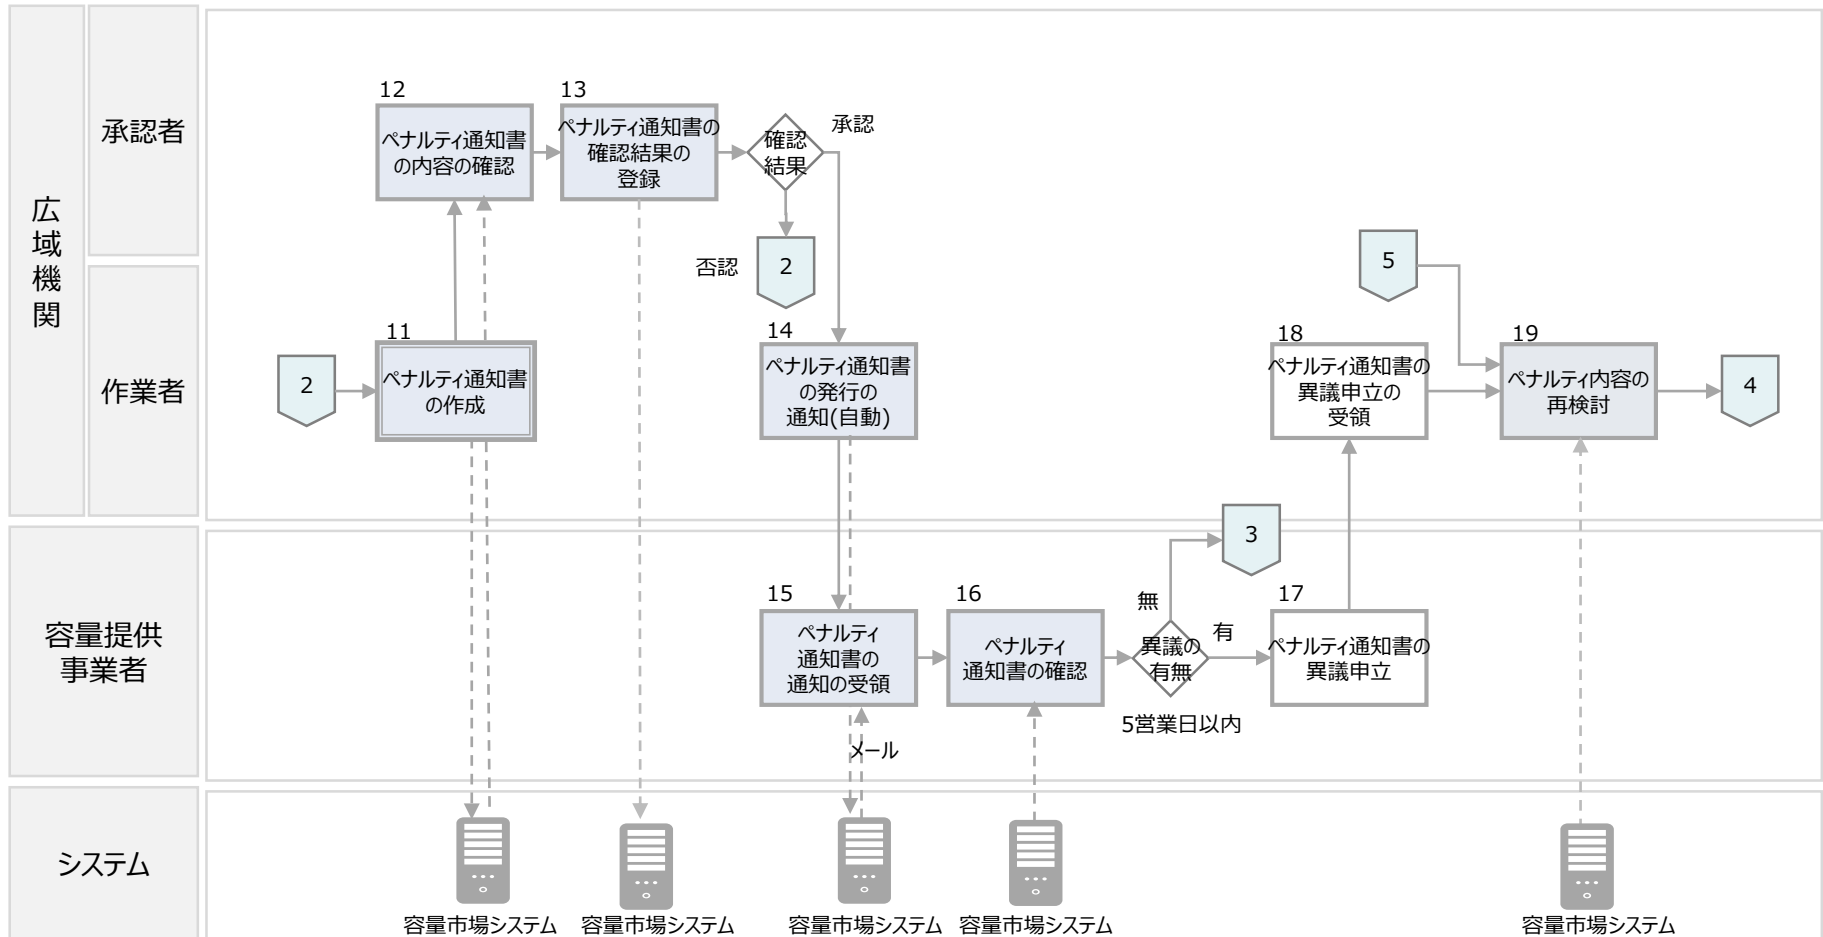 広
域
機
関
承認者
12
ペナルティ通知書
の内容の確認
13
ペナルティ通知書の
確認結果の
登録
確認
結果
承認
否認
2
作業者
2
11
ペナルティ通知書
の作成
14
ペナルティ通知書
の発行の
通知(自動)
18
ペナルティ通知書の
異議申立の
受領
5
19
ペナルティ内容の
再検討
4
容量提供
事業者
15
ペナルティ
通知書の
通知の受領
メール
16
ペナルティ
通知書の確認
異議の
有無
無
有
3
5営業日以内
17
ペナルティ通知書の
異議申立
システム
容量市場システム
容量市場システム
容量市場システム
容量市場システム
容量市場システム